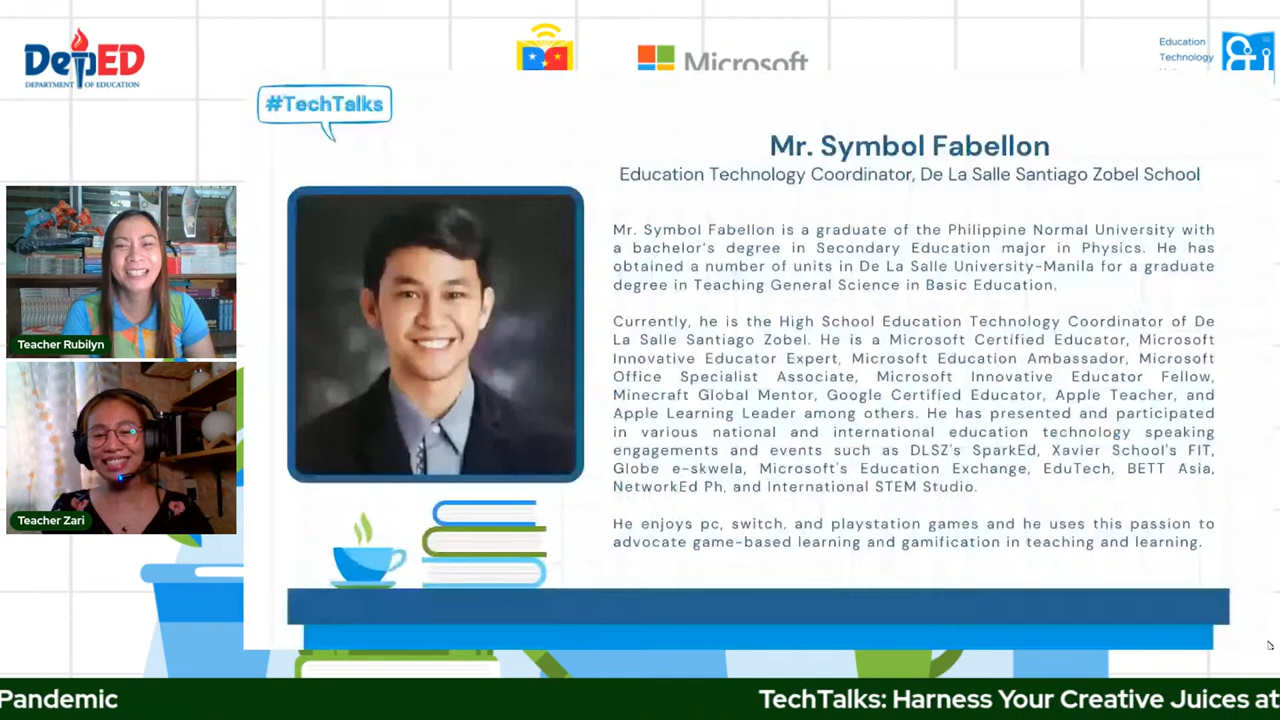 DepED
DEPARTMENT OF EDUCATION
Microsoft
Education
Technology
#TechTalks
Mr. Symbol Fabellon
Education Technology Coordinator, De La Salle Santiago Zobel School
Mr. Symbol Fabellon is a graduate of the Philippine Normal University with
a bachelor's degree in Secondary Education major in Physics. He has
obtained a number of units in De La Salle University-Manila for a graduate
degree in Teaching General Science in Basic Education.
Currently, he is the High School Education Technology Coordinator of De
La Salle Santiago Zobel. He is a Microsoft Certified Educator, Microsoft
Innovative Educator Expert, Microsoft Education Ambassador, Microsoft
Office Specialist Associate, Microsoft Innovative Educator Fellow,
Minecraft Global Mentor, Google Certified Educator, Apple Teacher, and
Apple Learning Leader among others. He has presented and participated
in various national and international education technology speaking
engagements and events such as DLSZ's SparkEd, Xavier School's FIT,
Globe e-skwela, Microsoft's Education Exchange, EduTech, BETT Asia,
NetworkEd Ph, and International STEM Studio.
He enjoys pc, switch, and playstation games and he uses this passion to
advocate game-based learning and gamification in teaching and learning.
Teacher Rubilyn
Teacher Zari
Pandemic
TechTalks: Harness Your Creative Juices at